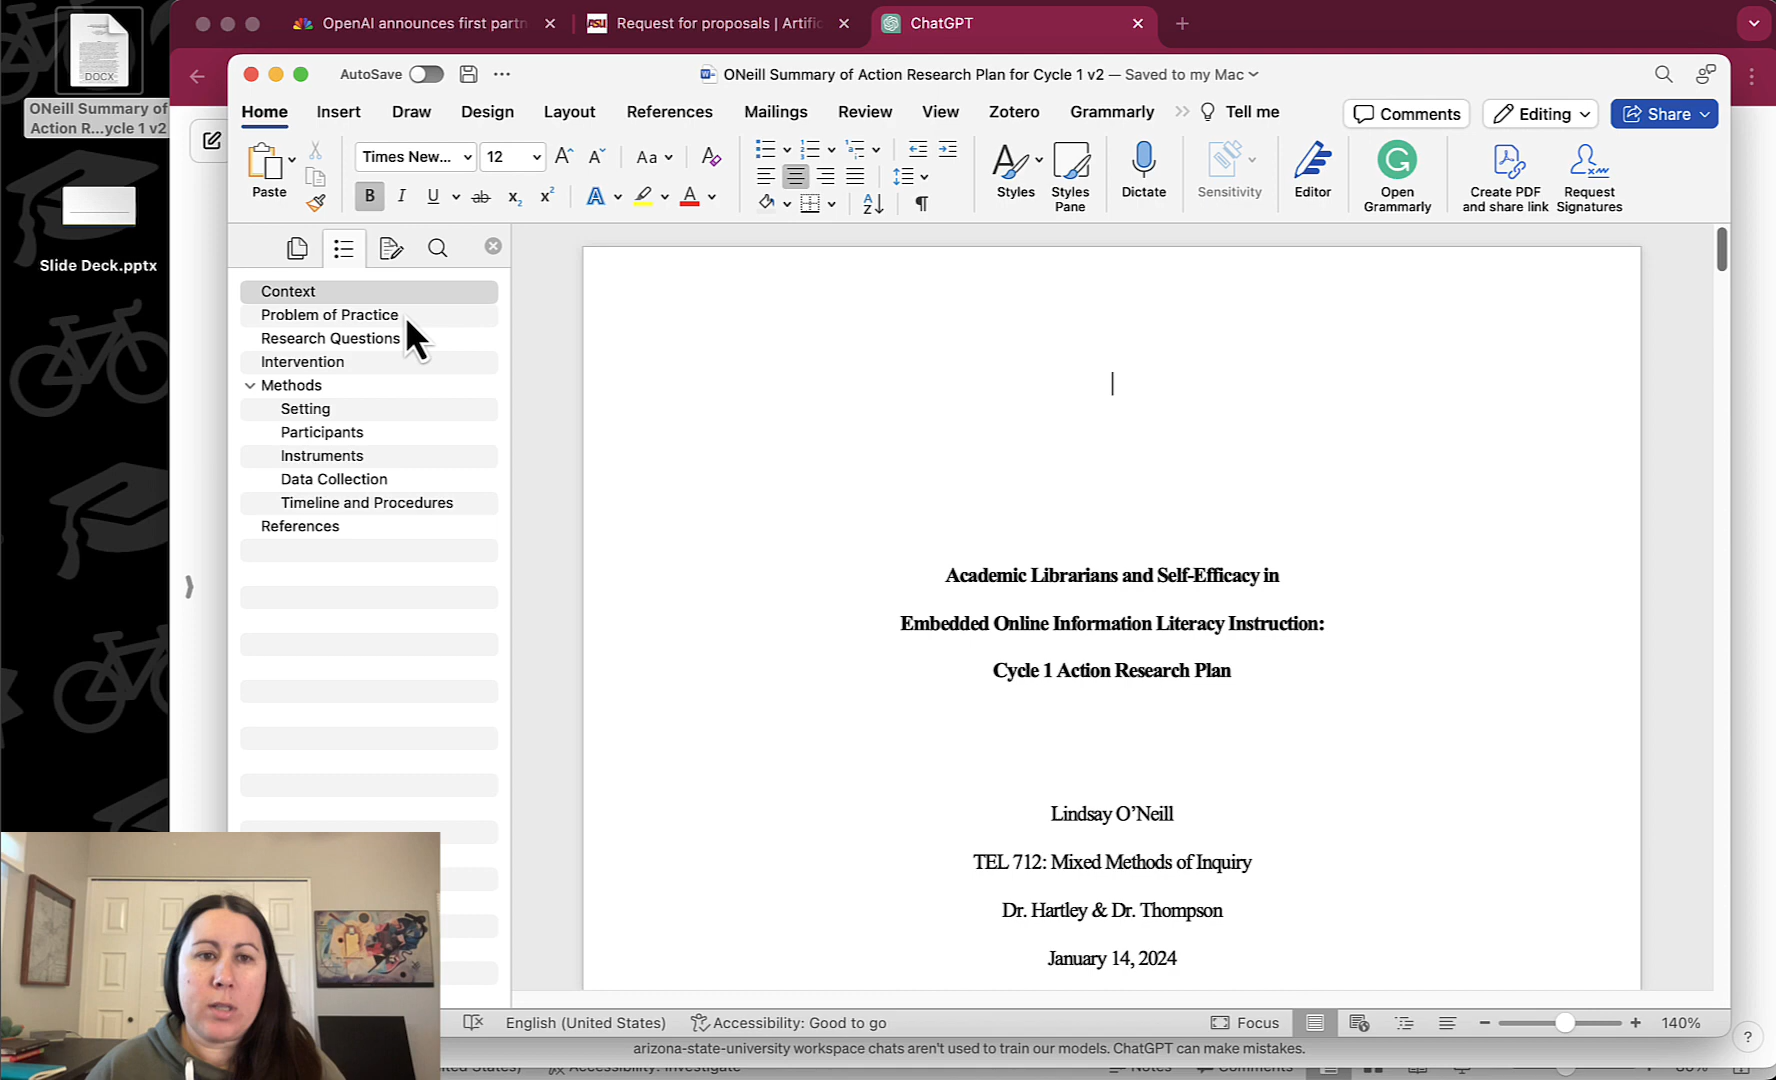 OpenAI announces first partn
Request for proposals | Artific
ChatGPT
DOCX
ONeill Summary of
Action R...ycle 1 v2
Slide Deck.pptx
AutoSave
ONeill Summary of Action Research Plan for Cycle 1 v2 — Saved to my Mac
Home Insert Draw Design Layout References Mailings Review View Zotero Grammarly Tell me
Comments Editing Share
Paste
Times New... 12 Aa
B I U ab x₂ x² A A
Styles
Styles
Pane
Dictate
Sensitivity
Editor
Open
Grammarly
Create PDF
and share link
Request
Signatures
Context
Problem of Practice
Research Questions
Intervention
Methods
Setting
Participants
Instruments
Data Collection
Timeline and Procedures
References
Academic Librarians and Self-Efficacy in
Embedded Online Information Literacy Instruction:
Cycle 1 Action Research Plan
Lindsay O’Neill
TEL 712: Mixed Methods of Inquiry
Dr. Hartley & Dr. Thompson
January 14, 2024
English (United States) Accessibility: Good to go Focus 140%
arizona-state-university workspace chats aren't used to train our models. ChatGPT can make mistakes.